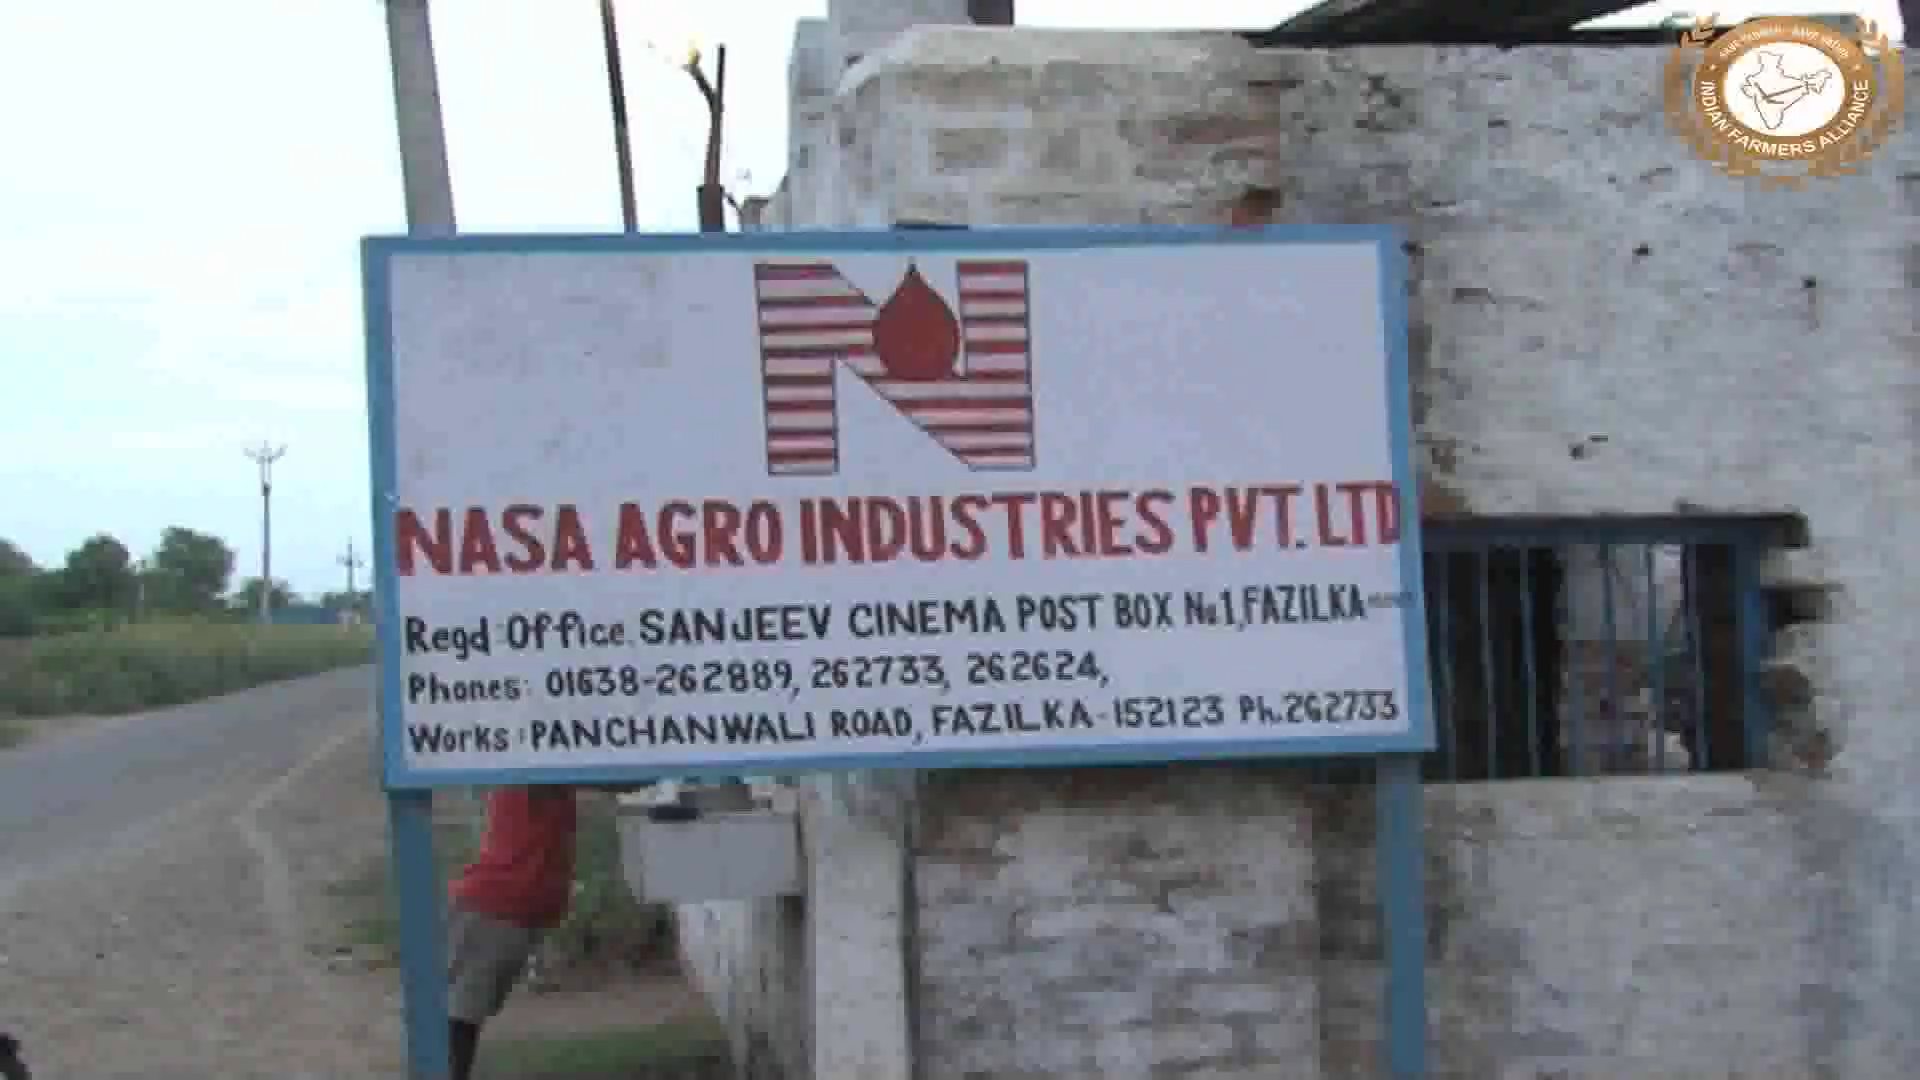 INDIAN FARMERS ALLIANCE
N
NASA AGRO INDUSTRIES PVT. LTD
Regd. Office. SANJEEV CINEMA POST BOX No1, FAZILKA
Phones: 01638-262889, 262733, 262624,
Works: PANCHANWALI ROAD, FAZILKA-152123 Ph.262733